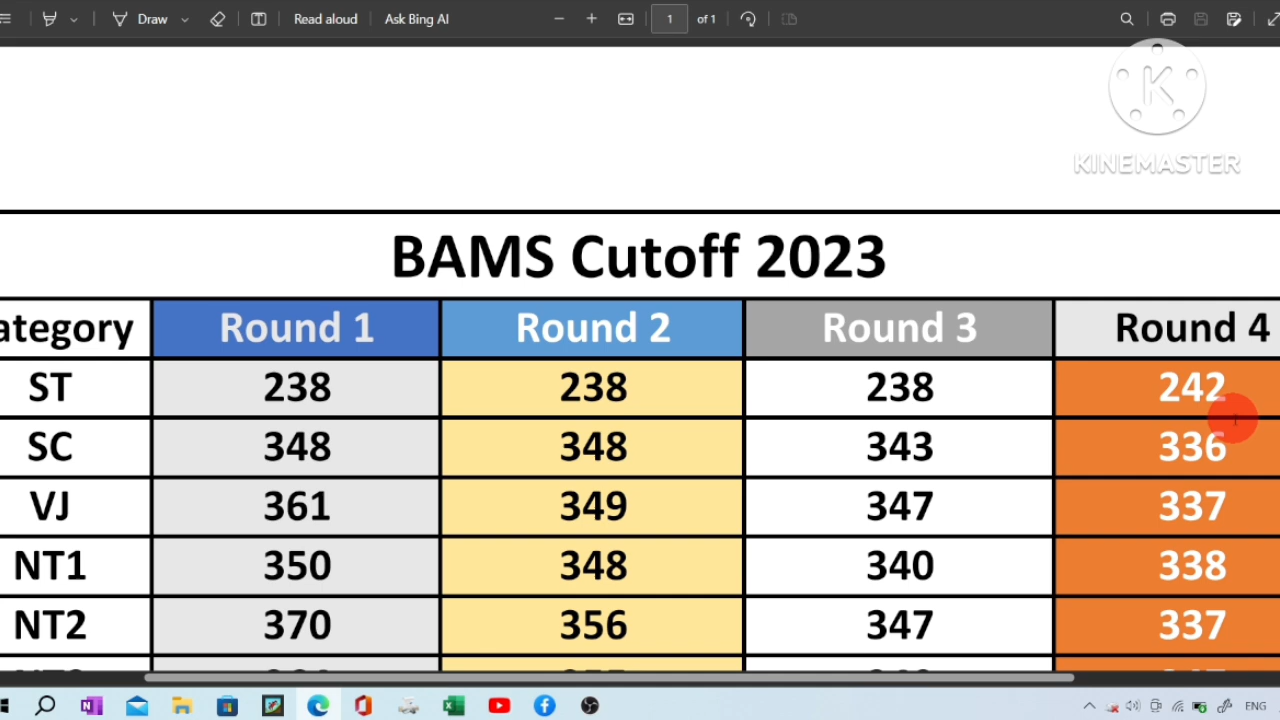 Draw Read aloud Ask Bing AI 1 of 1
K
KINEMASTER
BAMS Cutoff 2023
ategory Round 1 Round 2 Round 3 Round 4
ST 238 238 238 242
SC 348 348 343 336
VJ 361 349 347 337
NT1 350 348 340 338
NT2 370 356 347 337
ENG